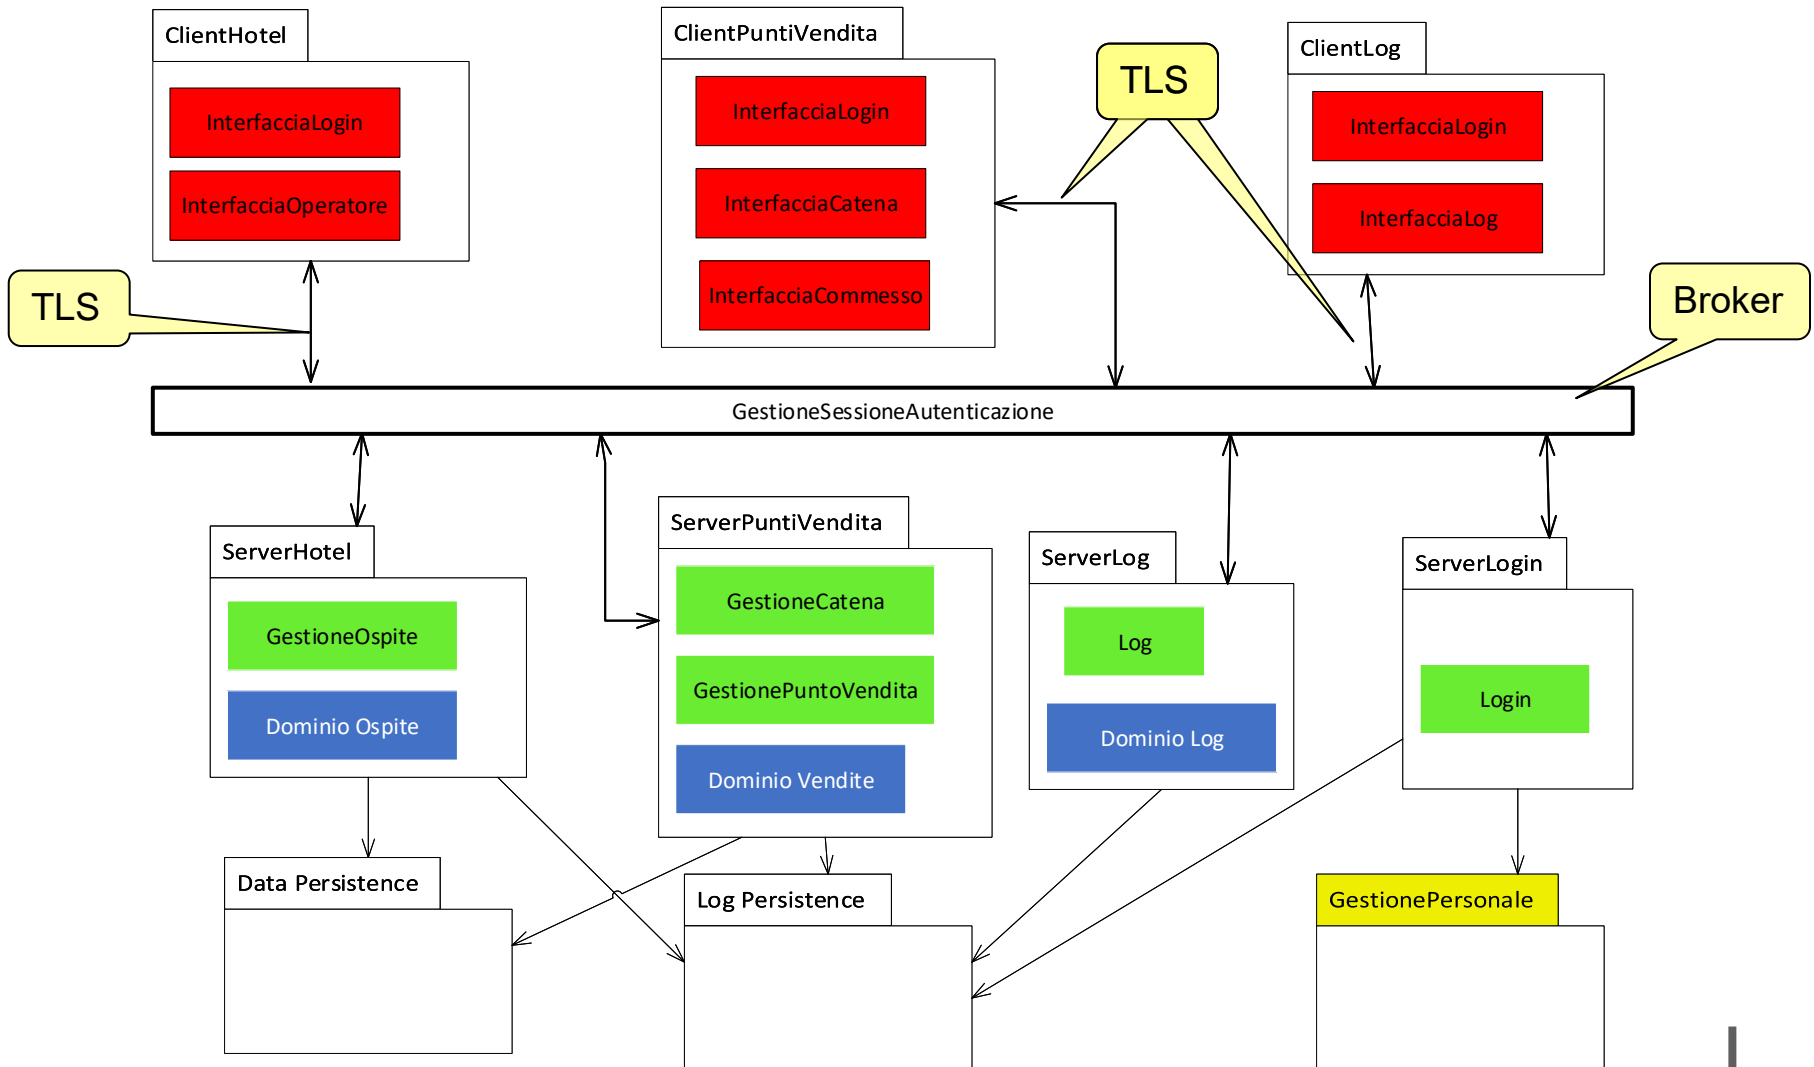 ClientHotel
InterfacciaLogin
InterfacciaOperatore
ClientPuntiVendita
InterfacciaLogin
InterfacciaCatena
InterfacciaCommesso
TLS
ClientLog
InterfacciaLogin
InterfacciaLog
TLS
Broker
GestioneSessioneAutenticazione
ServerHotel
GestioneOspite
Dominio Ospite
ServerPuntiVendita
GestioneCatena
GestionePuntoVendita
Dominio Vendite
ServerLog
Log
Dominio Log
ServerLogin
Login
Data Persistence
Log Persistence
GestionePersonale